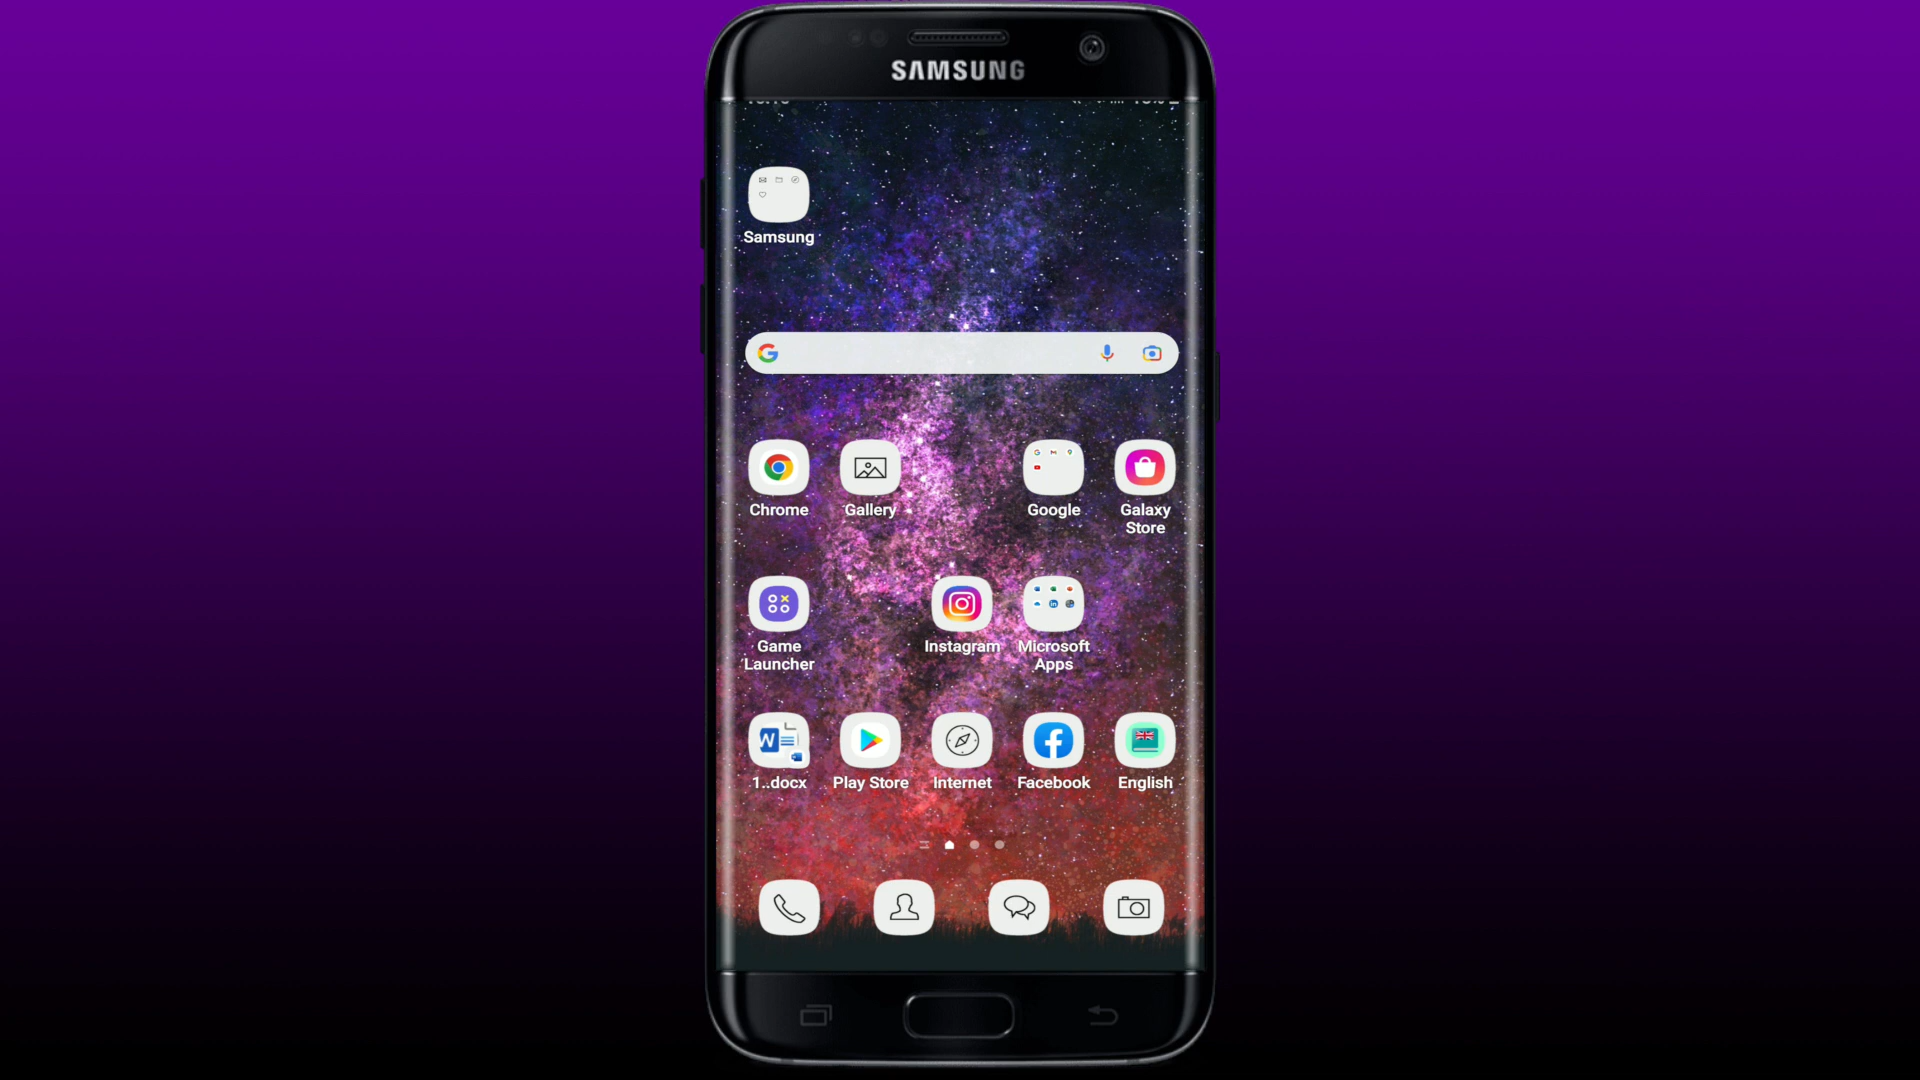 SAMSUNG
Samsung
Chrome
Gallery
Google
Galaxy
Store
Game
Launcher
Instagram
Microsoft
Apps
1..docx
Play Store
Internet
Facebook
English